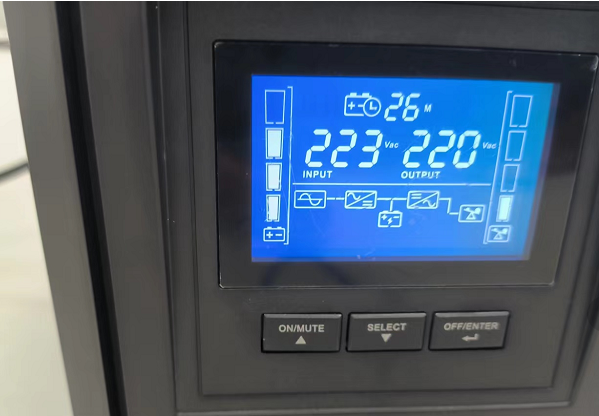 26 M
223 Vac 220 Vac
INPUT OUTPUT
ON/MUTE SELECT OFF/ENTER